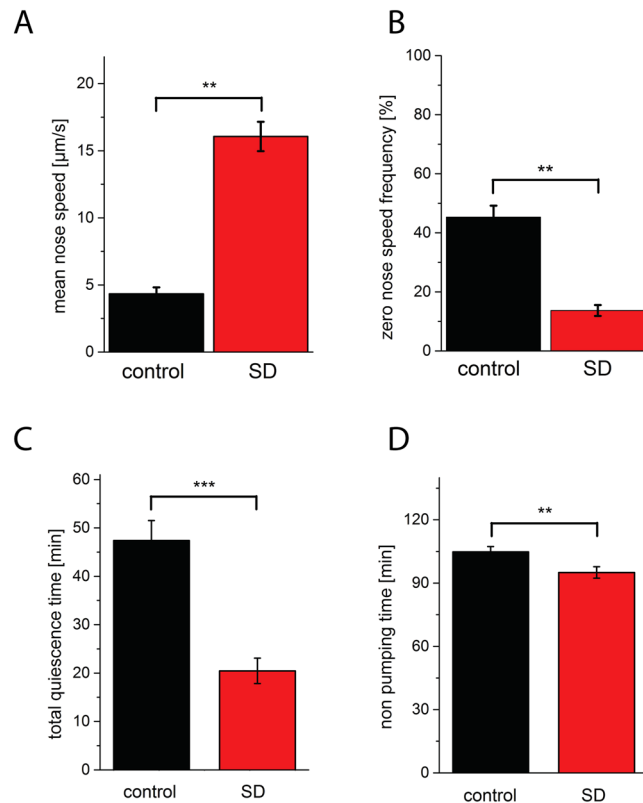 A
mean nose speed [µm/s]
20
15
10
5
0
**
control SD
B
zero nose speed frequency [%]
100
80
60
40
20
0
**
control SD
C
total quiescence time [min]
60
50
40
30
20
10
0
***
control SD
D
non pumping time [min]
120
90
60
30
0
**
control SD